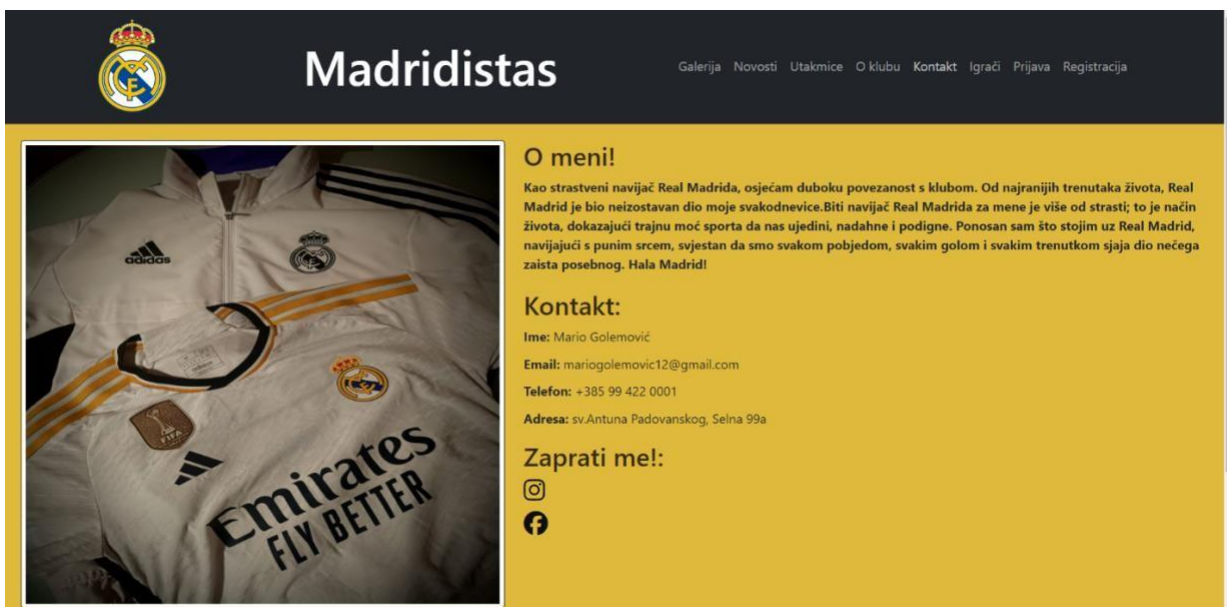 Madridistas
Galerija Novosti Utakmice O klubu Kontakt Igrači Prijava Registracija
O meni!
Kao strastveni navijač Real Madrida, osjećam duboku povezanost s klubom. Od najranijih trenutaka života, Real
Madrid je bio neizostavan dio moje svakodnevice.Biti navijač Real Madrida za mene je više od strasti; to je način
života, dokazajući trajnu moć sporta da nas ujedini, nadahne i podigne. Ponosan sam što stojim uz Real Madrid,
navijajući s punim srcem, svjestan da smo svakom pobjedom, svakim golom i svakim trenutkom sjaja dio nečega
zaista posebnog. Hala Madrid!
Kontakt:
Ime: Mario Golemović
Email: mariogolemovic12@gmail.com
Telefon: +385 99 422 0001
Adresa: sv.Antuna Padovanskog, Selna 99a
Zaprati me!:
adidas
FIFA
Emirates
FLY BETTER